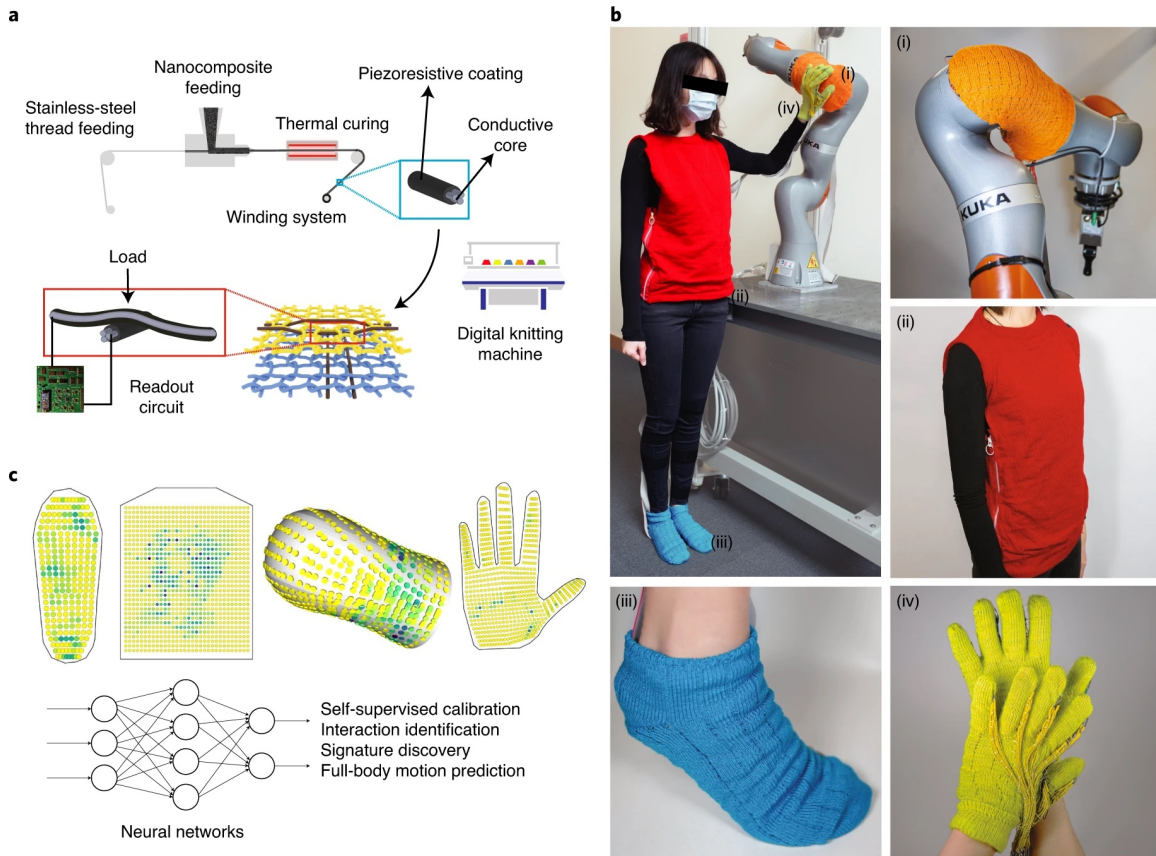 a
Nanocomposite
feeding
Stainless-steel
thread feeding
Thermal curing
Piezoresistive coating
Conductive
core
Winding system
Load
Readout
circuit
Digital knitting
machine
b
(i)
(iv)
KUKA
(ii)
(iii)
(i)
KUKA
(ii)
(iii)
(iv)
c
Self-supervised calibration
Interaction identification
Signature discovery
Full-body motion prediction
Neural networks